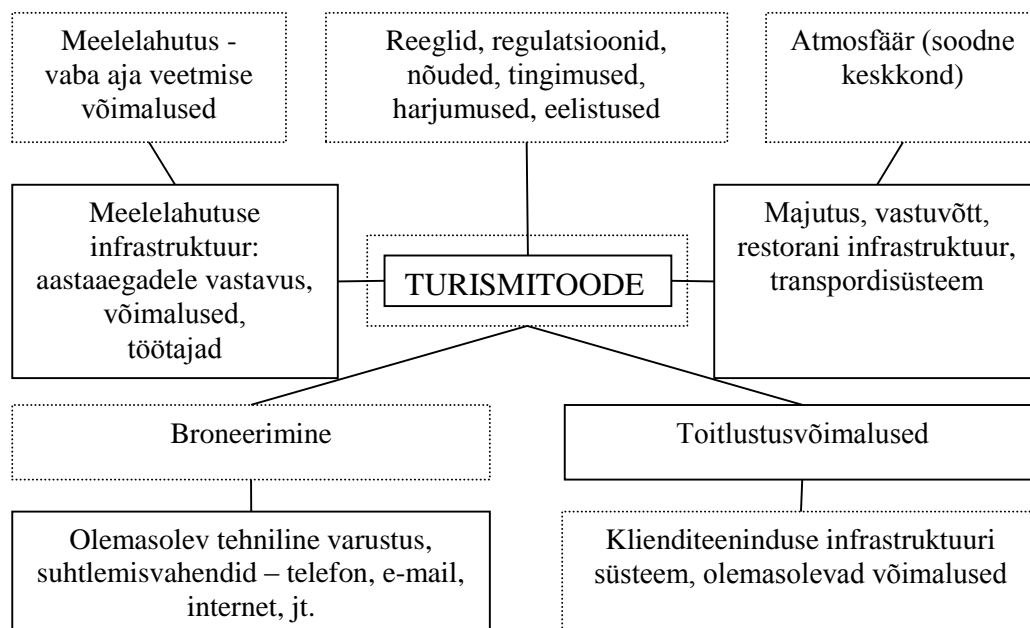 Meelelahutus -
vaba aja veetmise
võimalused
Reeglid, regulatsioonid,
nõuded, tingimused,
harjumused, eelistused
Atmosfäär (soodne
keskkond)
Meelelahutuse
infrastruktuur:
aastaaegadele vastavus,
võimalused,
töötajad
TURISMITOODE
Majutus, vastuvõtt,
restorani infrastruktuur,
transpordisüsteem
Broneerimine
Toitlustusvõimalused
Olemasolev tehniline varustus,
suhtlemisvahendid – telefon, e-mail,
internet, jt.
Klienditeeninduse infrastruktuuri
süsteem, olemasolevad võimalused